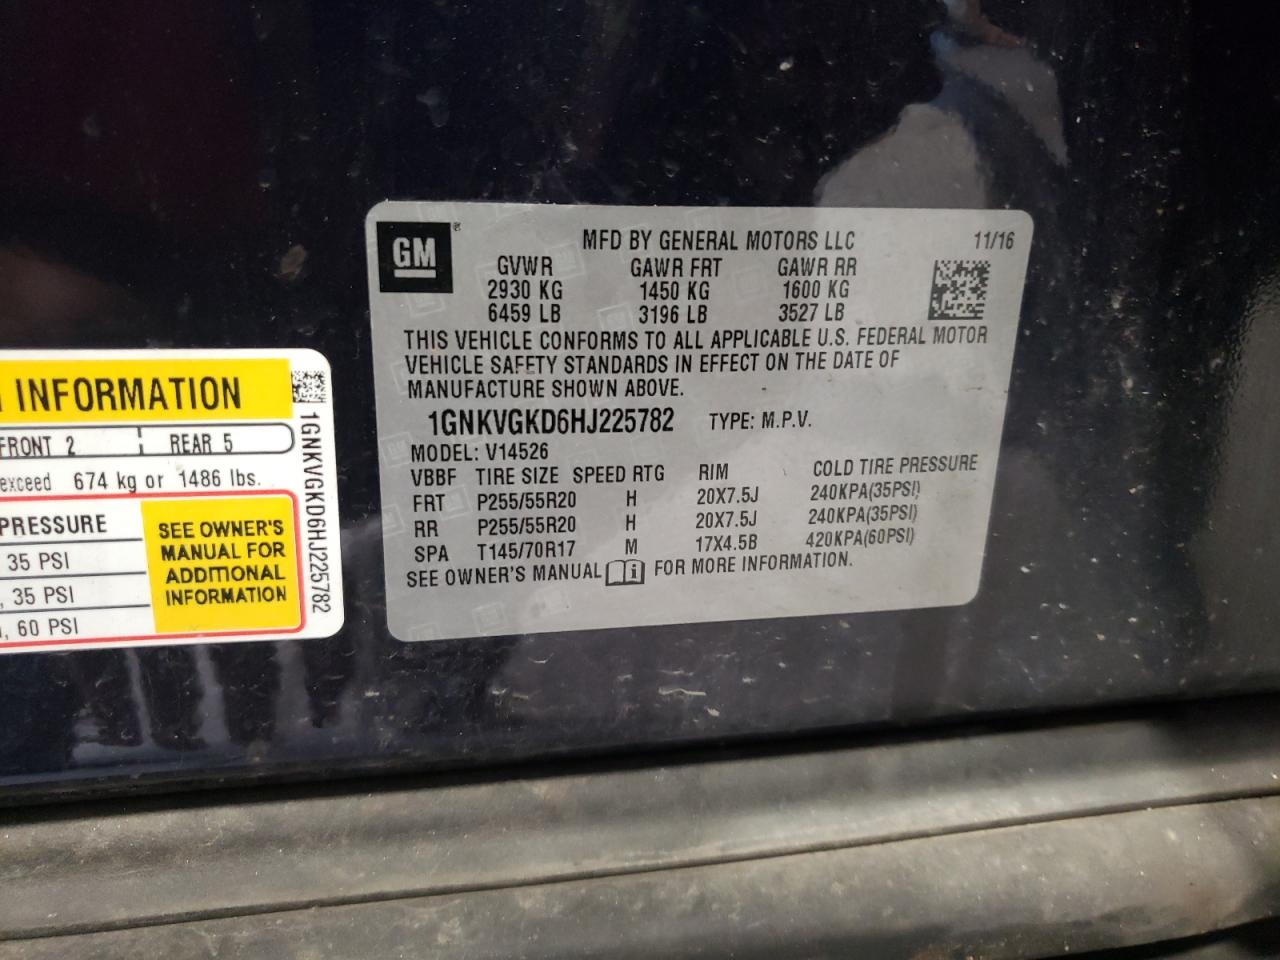 INFORMATION
FRONT 2 REAR 5
exceed 674 kg or 1486 lbs.
PRESSURE
35 PSI
, 35 PSI
, 60 PSI
SEE OWNER'S
MANUAL FOR
ADDITIONAL
INFORMATION
1GNKVGKD6HJ225782
GM ®
MFD BY GENERAL MOTORS LLC 11/16
GVWR GAWR FRT GAWR RR
2930 KG 1450 KG 1600 KG
6459 LB 3196 LB 3527 LB
THIS VEHICLE CONFORMS TO ALL APPLICABLE U.S. FEDERAL MOTOR
VEHICLE SAFETY STANDARDS IN EFFECT ON THE DATE OF
MANUFACTURE SHOWN ABOVE.
1GNKVGKD6HJ225782 TYPE: M.P.V.
MODEL: V14526
VBBF TIRE SIZE SPEED RTG RIM COLD TIRE PRESSURE
FRT P255/55R20 H 20X7.5J 240KPA(35PSI)
RR P255/55R20 H 20X7.5J 240KPA(35PSI)
SPA T145/70R17 M 17X4.5B 420KPA(60PSI)
SEE OWNER'S MANUAL FOR MORE INFORMATION.